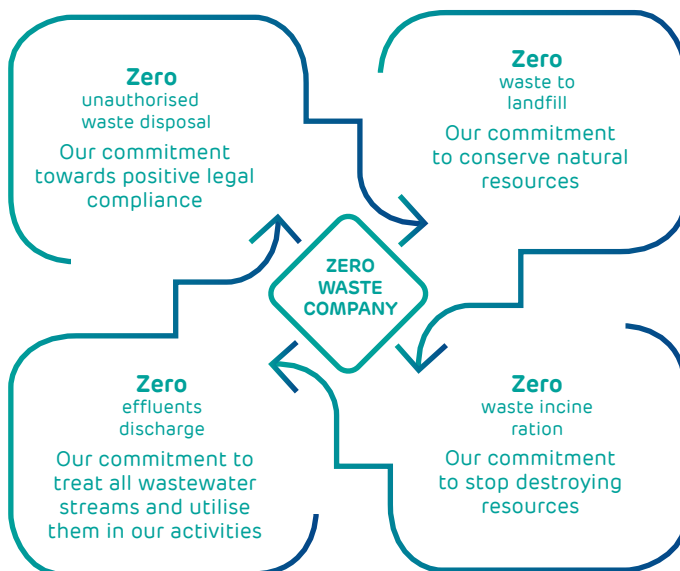 Zero
unauthorised
waste disposal
Our commitment
towards positive legal
compliance
Zero
waste to
landfill
Our commitment
to conserve natural
resources
ZERO
WASTE
COMPANY
Zero
effluents
discharge
Our commitment to
treat all wastewater
streams and utilise
them in our activities
Zero
waste incine
ration
Our commitment
to stop destroying
resources